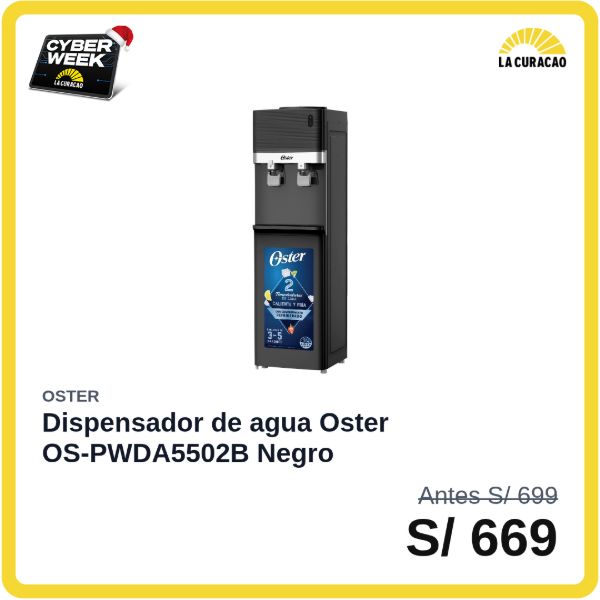 CYBER
WEEK
LA CURACAO
LA CURACAO
Oster
Oster
2
CALIENTE Y FRÍA
3-5
OSTER
Dispensador de agua Oster
OS-PWDA5502B Negro
Antes S/ 699
S/ 669